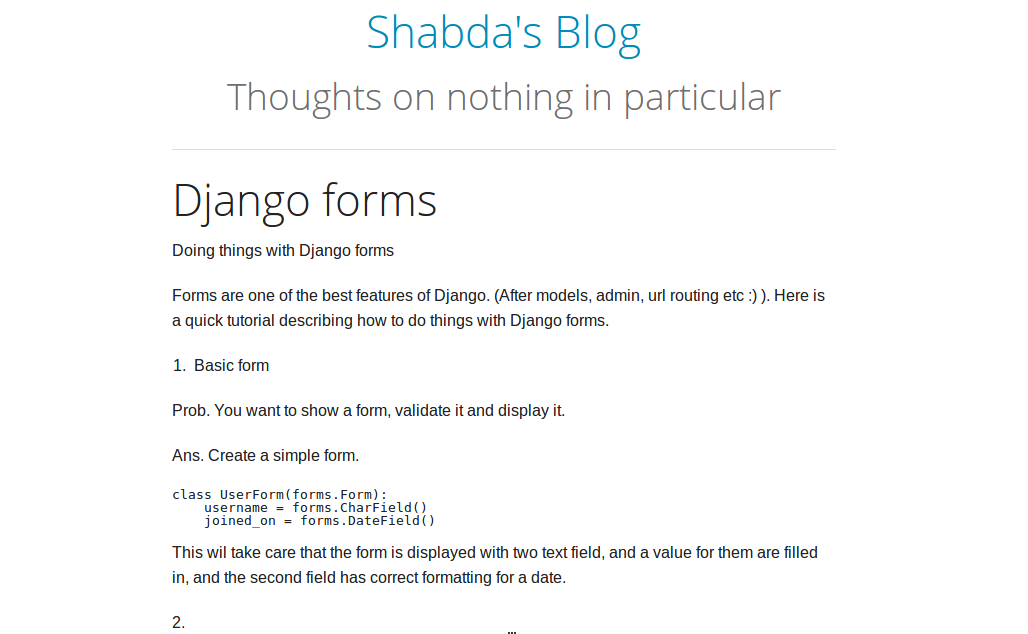 Shabda's Blog
Thoughts on nothing in particular
Django forms
Doing things with Django forms
Forms are one of the best features of Django. (After models, admin, url routing etc :) ). Here is
a quick tutorial describing how to do things with Django forms.
1. Basic form
Prob. You want to show a form, validate it and display it.
Ans. Create a simple form.
class UserForm(forms.Form):
    username = forms.CharField()
    joined_on = forms.DateField()
This wil take care that the form is displayed with two text field, and a value for them are filled
in, and the second field has correct formatting for a date.
2.
...